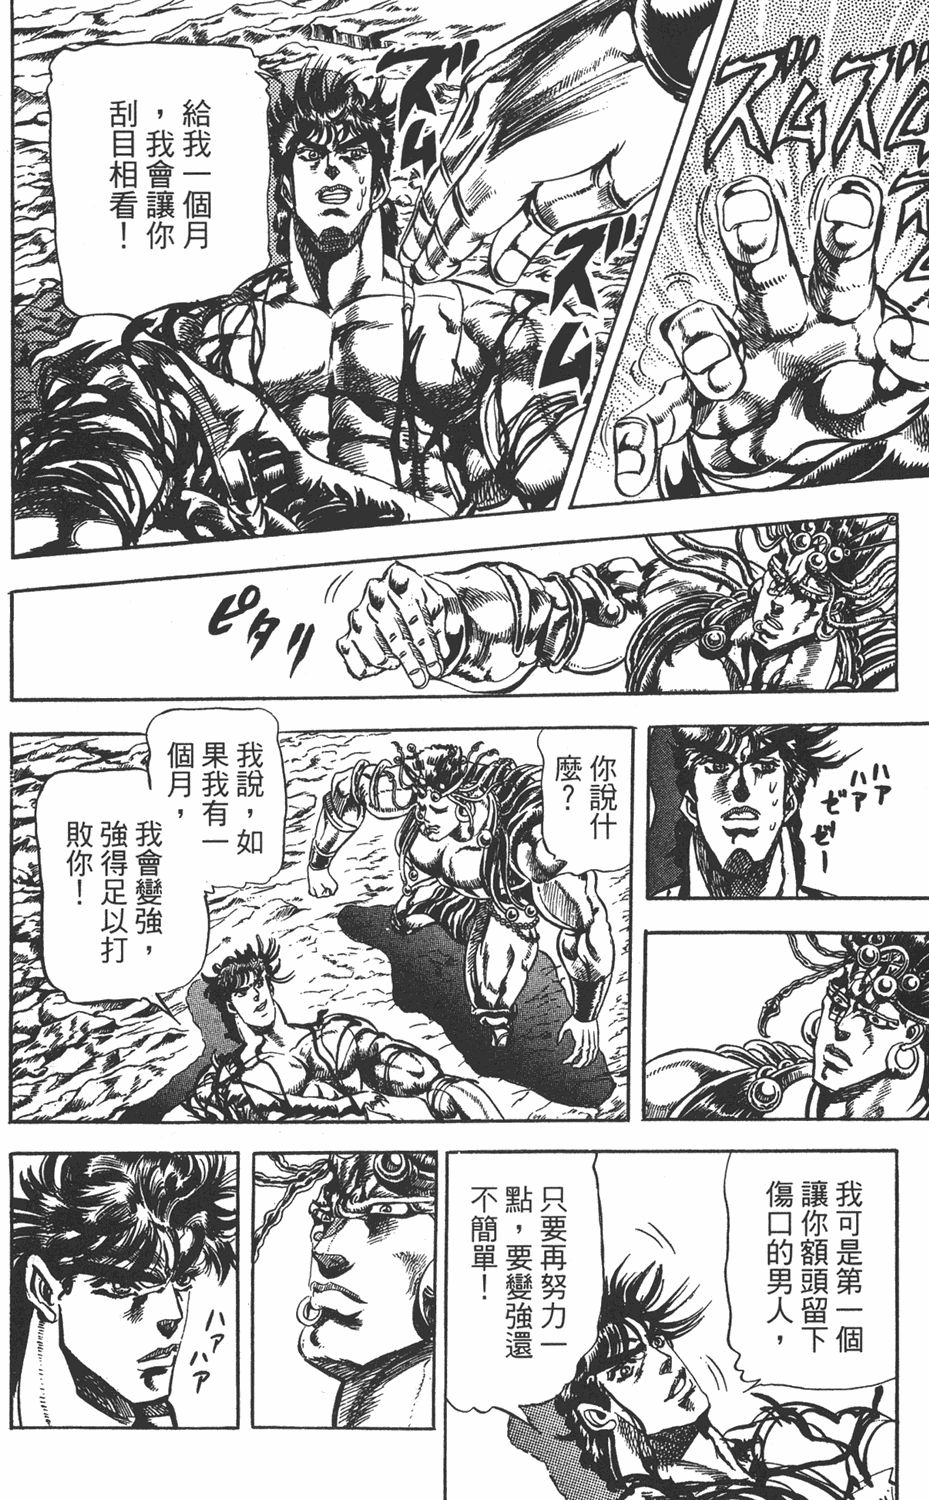 ズムズム
ズム
ズム
ズム
給我一個月
，我會讓你
刮目相看！
ピタリ
ハァ
ハァ
ゼェ
ゼー
你說什
麼？
我說，如
果我有一
個月，
我會變強，
強得足以打
敗你！
我可是第一個
讓你額頭留下
傷口的男人，
只要再努力一
點，要變強還
不簡單！
ハァ
ハァ